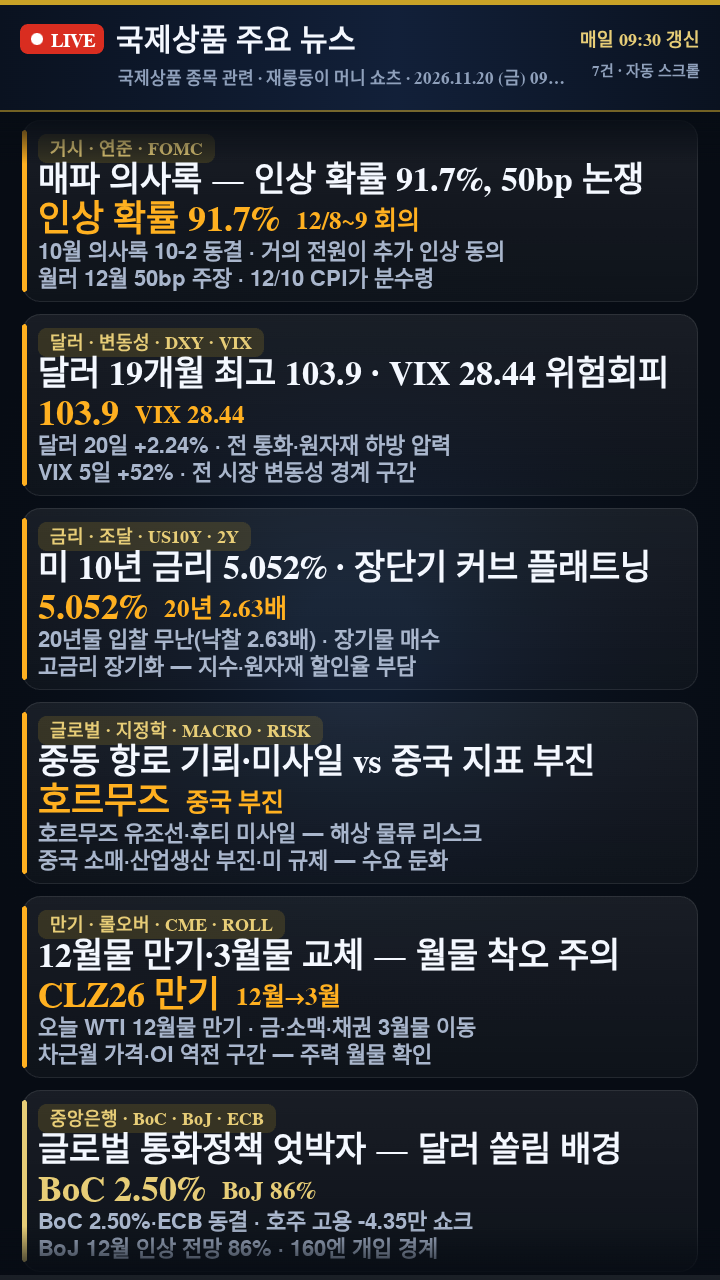 LIVE 국제상품 주요 뉴스
매일 09:30 갱신
국제상품 종목 관련 · 재롱둥이 머니 쇼츠 · 2026.11.20 (금) 09…
7건 · 자동 스크롤
거시 · 연준 · FOMC
매파 의사록 — 인상 확률 91.7%, 50bp 논쟁
인상 확률 91.7% 12/8~9 회의
10월 의사록 10-2 동결 · 거의 전원이 추가 인상 동의
월러 12월 50bp 주장 · 12/10 CPI가 분수령
달러 · 변동성 · DXY · VIX
달러 19개월 최고 103.9 · VIX 28.44 위험회피
103.9 VIX 28.44
달러 20일 +2.24% · 전 통화·원자재 하방 압력
VIX 5일 +52% · 전 시장 변동성 경계 구간
금리 · 조달 · US10Y · 2Y
미 10년 금리 5.052% · 장단기 커브 플래트닝
5.052% 20년 2.63배
20년물 입찰 무난(낙찰 2.63배) · 장기물 매수
고금리 장기화 — 지수·원자재 할인율 부담
글로벌 · 지정학 · MACRO · RISK
중동 항로 기뢰·미사일 vs 중국 지표 부진
호르무즈 중국 부진
호르무즈 유조선·후티 미사일 — 해상 물류 리스크
중국 소매·산업생산 부진·미 규제 — 수요 둔화
만기 · 롤오버 · CME · ROLL
12월물 만기·3월물 교체 — 월물 착오 주의
CLZ26 만기 12월→3월
오늘 WTI 12월물 만기 · 금·소맥·채권 3월물 이동
차근월 가격·OI 역전 구간 — 주력 월물 확인
중앙은행 · BoC · BoJ · ECB
글로벌 통화정책 엇박자 — 달러 쏠림 배경
BoC 2.50% BoJ 86%
BoC 2.50%·ECB 동결 · 호주 고용 -4.35만 쇼크
BoJ 12월 인상 전망 86% · 160엔 개입 경계